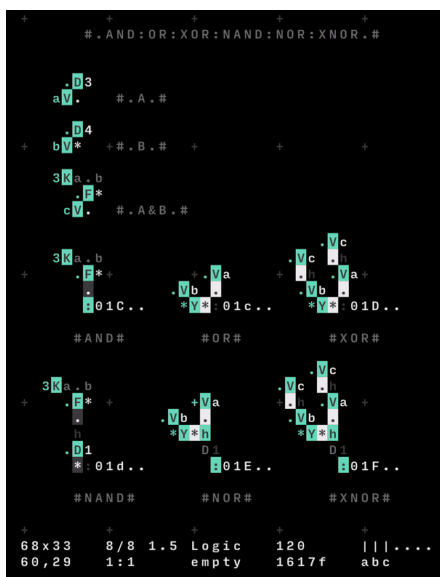 + + + +
#.AND:OR:XOR:NAND:NOR:XNOR.#
.D3
aV. #.A.#
.D4
+ bV* +#.B.# + +
3Ka.b
.F*
cV. #.A&B.#
.Vc
3Ka.b .Vc .h
+ .F* + .Va .h .Va
. .Vb . .Vb .
:01C.. *Y*:01c.. *Y*:01D..
#AND# #OR# #XOR#
.Vc
3Ka.b .Vc .
+ .F* + +Va .h .Va
. .Vb . .Vb .
h *Y*h *Y*h
.D1 D1 D1
*:01d.. :01E.. :01F..
#NAND# #NOR# #XNOR#
+ + + +
68x33 8/8 1.5 Logic 120 |||....
60,29 1:1 empty 1617f abc